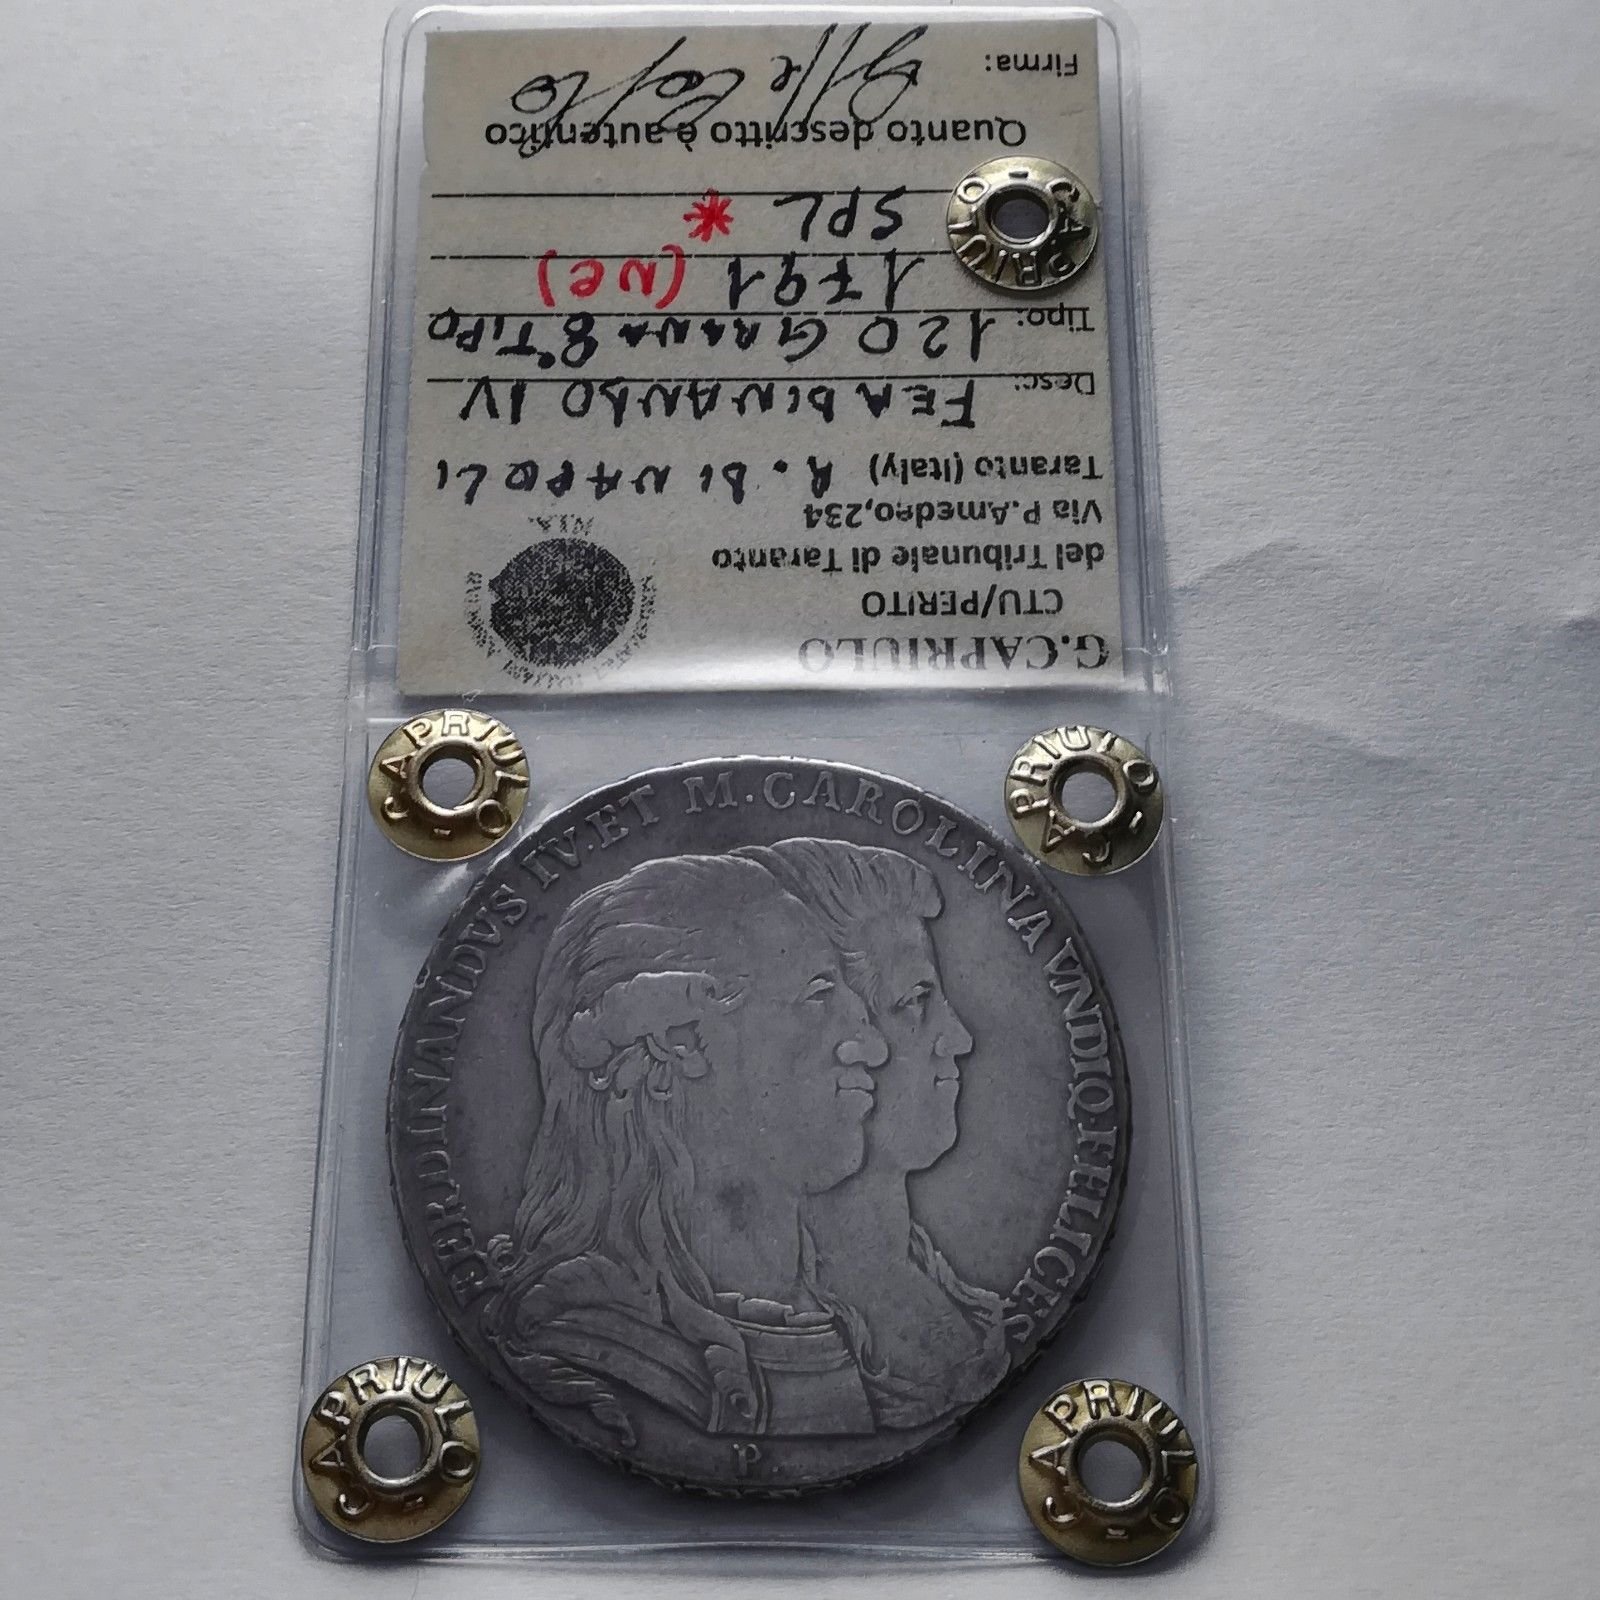 G.CAPRIULO
CTU/PERITO
del Tribunale di Taranto
Via P.Amedeo,234
Taranto (Italy) R. DI NAPOLI
Desc: FERDINANDO IV
Tipo: 120 GRANA 8° TIPO
1791 (NC)
SPL *
Quanto descritto è autentico
Firma:
CAPRIULO -
CAPRIULO -
CAPRIULO -
FERDINANDVS IV.ET M.CAROLINA VNDIQ.FELICES
P.
CAPRIULO -
CAPRIULO -